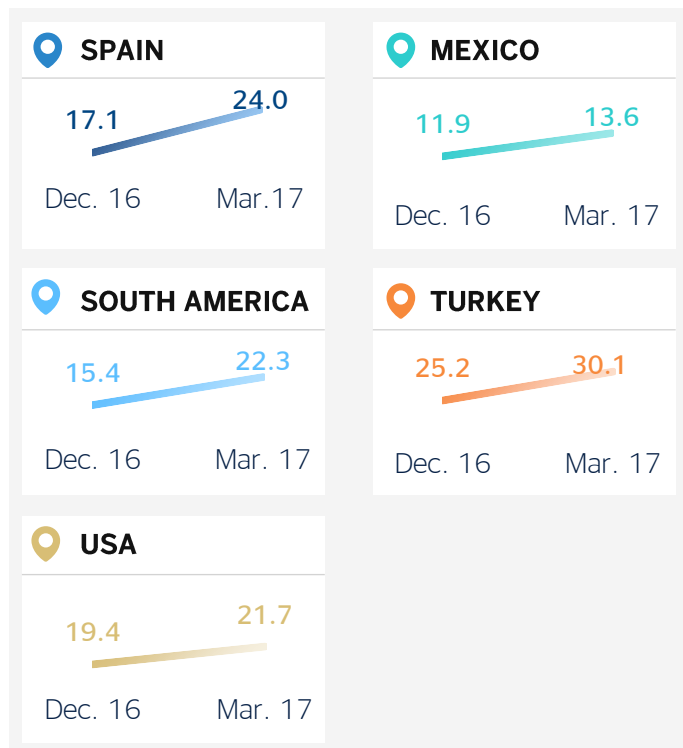 SPAIN
17.1
24.0
Dec. 16
Mar.17
MEXICO
11.9
13.6
Dec. 16
Mar. 17
SOUTH AMERICA
15.4
22.3
Dec. 16
Mar. 17
TURKEY
25.2
30.1
Dec. 16
Mar. 17
USA
19.4
21.7
Dec. 16
Mar. 17